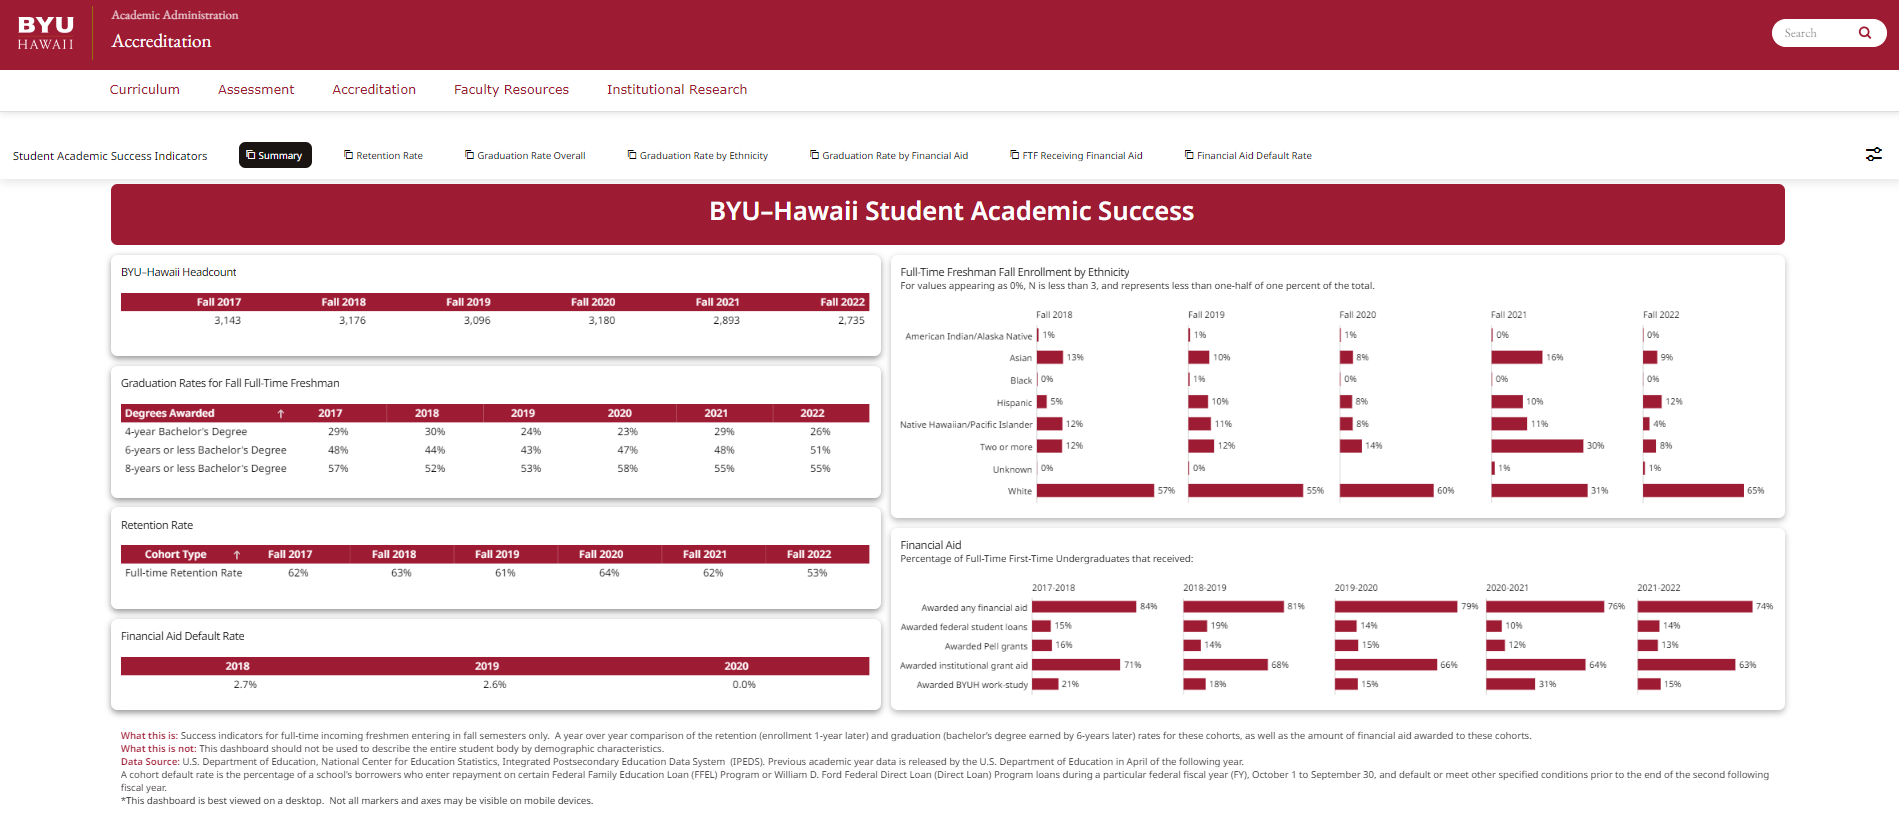 BYU
HAWAII
Academic Administration
Accreditation
Search
Curriculum Assessment Accreditation Faculty Resources Institutional Research
Student Academic Success Indicators Summary Retention Rate Graduation Rate Overall Graduation Rate by Ethnicity Graduation Rate by Financial Aid FTF Receiving Financial Aid Financial Aid Default Rate
BYU–Hawaii Student Academic Success
BYU–Hawaii Headcount
Fall 2017 Fall 2018 Fall 2019 Fall 2020 Fall 2021 Fall 2022
3,143 3,176 3,096 3,180 2,893 2,735
Graduation Rates for Fall Full-Time Freshman
Degrees Awarded ↑ 2017 2018 2019 2020 2021 2022
4-year Bachelor's Degree 29% 30% 24% 23% 29% 26%
6-years or less Bachelor's Degree 48% 44% 43% 47% 48% 51%
8-years or less Bachelor's Degree 57% 52% 53% 58% 55% 55%
Retention Rate
Cohort Type ↑ Fall 2017 Fall 2018 Fall 2019 Fall 2020 Fall 2021 Fall 2022
Full-time Retention Rate 62% 63% 61% 64% 62% 53%
Financial Aid Default Rate
2018 2019 2020
2.7% 2.6% 0.0%
Full-Time Freshman Fall Enrollment by Ethnicity
For values appearing as 0%, N is less than 3, and represents less than one-half of one percent of the total.
Fall 2018 Fall 2019 Fall 2020 Fall 2021 Fall 2022
American Indian/Alaska Native 1% 1% 1% 0% 0%
Asian 13% 10% 8% 16% 9%
Black 0% 1% 0% 0% 0%
Hispanic 5% 10% 8% 10% 12%
Native Hawaiian/Pacific Islander 12% 11% 8% 11% 4%
Two or more 12% 12% 14% 30% 8%
Unknown 0% 0% 1% 1%
White 57% 55% 60% 31% 65%
Financial Aid
Percentage of Full-Time First-Time Undergraduates that received:
2017-2018 2018-2019 2019-2020 2020-2021 2021-2022
Awarded any financial aid 84% 81% 79% 76% 74%
Awarded federal student loans 15% 19% 14% 10% 14%
Awarded Pell grants 16% 14% 15% 12% 13%
Awarded institutional grant aid 71% 68% 66% 64% 63%
Awarded BYUH work-study 21% 18% 15% 31% 15%
What this is: Success indicators for full-time incoming freshmen entering in fall semesters only. A year over year comparison of the retention (enrollment 1-year later) and graduation (bachelor's degree earned by 6-years later) rates for these cohorts, as well as the amount of financial aid awarded to these cohorts.
What this is not: This dashboard should not be used to describe the entire student body by demographic characteristics.
Data Source: U.S. Department of Education, National Center for Education Statistics, Integrated Postsecondary Education Data System (IPEDS). Previous academic year data is released by the U.S. Department of Education in April of the following year.
A cohort default rate is the percentage of a school's borrowers who enter repayment on certain Federal Family Education Loan (FFEL) Program or William D. Ford Federal Direct Loan (Direct Loan) Program loans during a particular federal fiscal year (FY), October 1 to September 30, and default or meet other specified conditions prior to the end of the second following
fiscal year.
*This dashboard is best viewed on a desktop. Not all markers and axes may be visible on mobile devices.